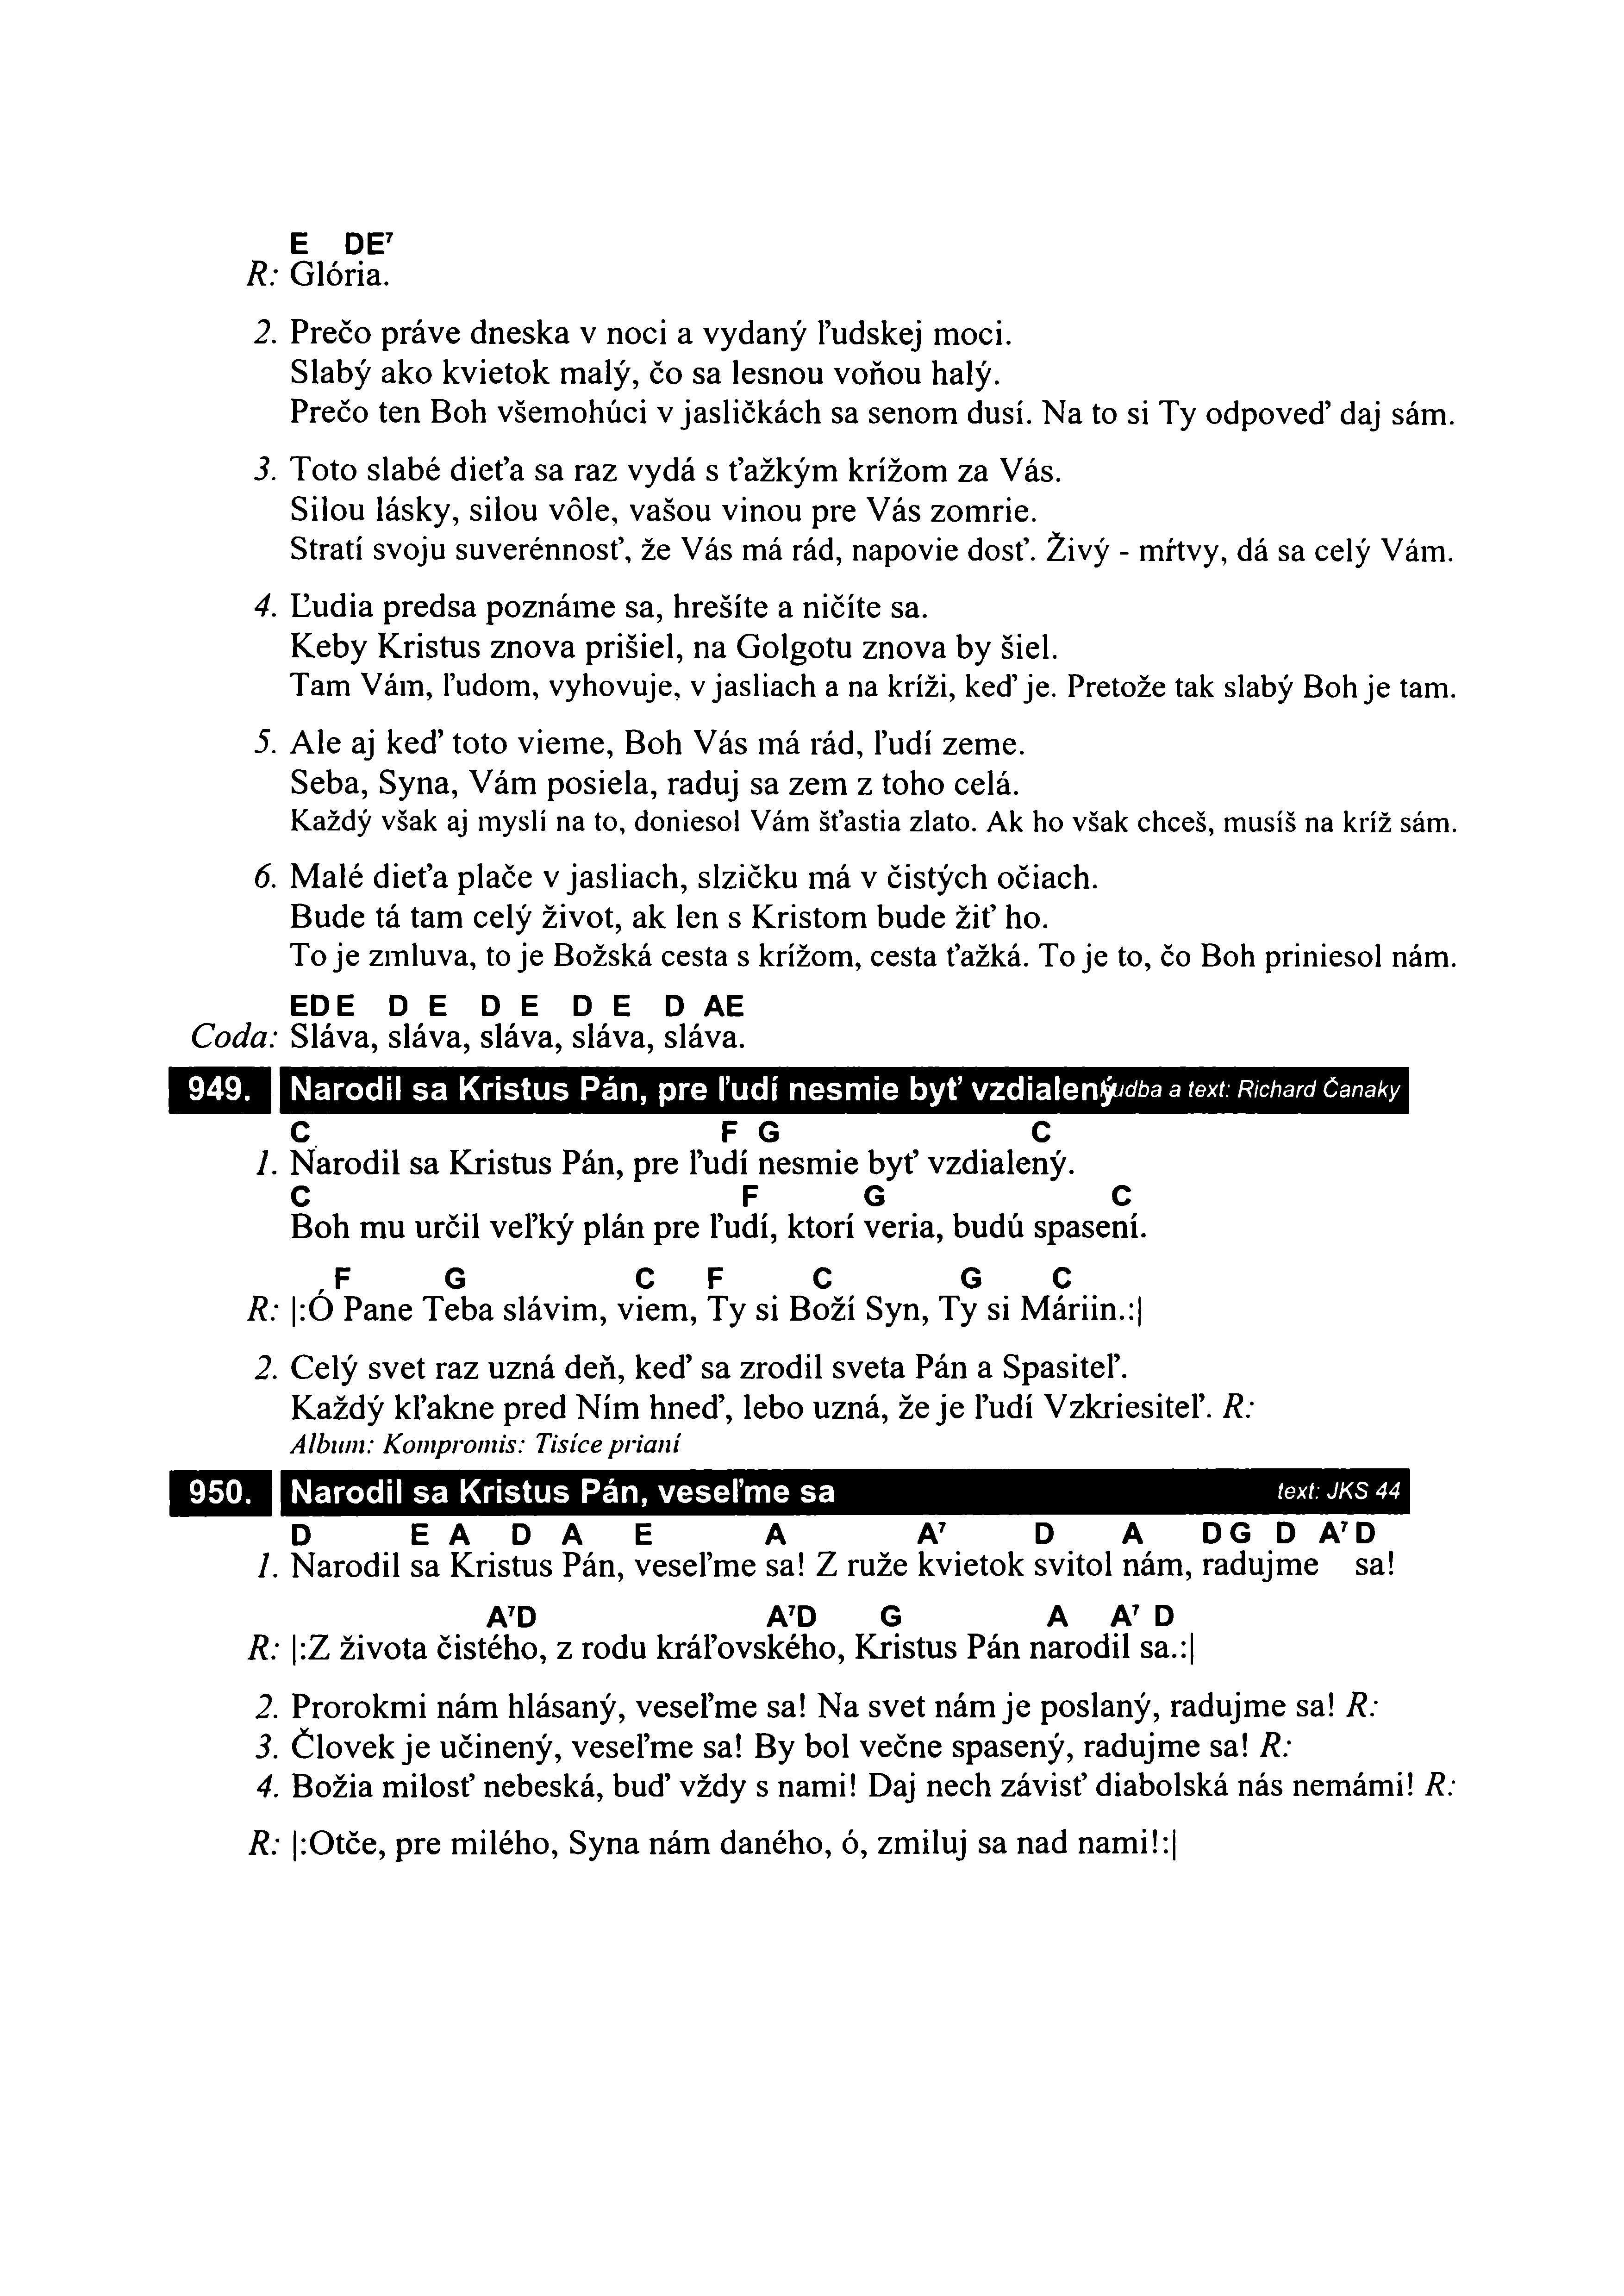 E DE7
R: Glória.
2. Prečo práve dneska v noci a vydaný ľudskej moci.
Slabý ako kvietok malý, čo sa lesnou voňou halý.
Prečo ten Boh všemohúci v jasličkách sa senom dusí. Na to si Ty odpoveď daj sám.
3. Toto slabé dieťa sa raz vydá s ťažkým krížom za Vás.
Silou lásky, silou vôle, vašou vinou pre Vás zomrie.
Stratí svoju suverénnosť, že Vás má rád, napovie dosť. Živý - mŕtvy, dá sa celý Vám.
4. Ľudia predsa poznáme sa, hrešíte a ničíte sa.
Keby Kristus znova prišiel, na Golgotu znova by šiel.
Tam Vám, ľudom, vyhovuje, v jasliach a na kríži, keď je. Pretože tak slabý Boh je tam.
5. Ale aj keď toto vieme, Boh Vás má rád, ľudí zeme.
Seba, Syna, Vám posiela, raduj sa zem z toho celá.
Každý však aj myslí na to, doniesol Vám šťastia zlato. Ak ho však chceš, musíš na kríž sám.
6. Malé dieťa plače v jasliach, slzičku má v čistých očiach.
Bude tá tam celý život, ak len s Kristom bude žiť ho.
To je zmluva, to je Božská cesta s krížom, cesta ťažká. To je to, čo Boh priniesol nám.
EDE D E D E D E D AE
Coda: Sláva, sláva, sláva, sláva, sláva.
949. Narodil sa Kristus Pán, pre ľudí nesmie byť vzdialený hudba a text: Richard Čanaky
C F G C
1. Narodil sa Kristus Pán, pre ľudí nesmie byť vzdialený.
C F G C
Boh mu určil veľký plán pre ľudí, ktorí veria, budú spasení.
F G C F C G C
R: |:Ó Pane Teba slávim, viem, Ty si Boží Syn, Ty si Máriin.:|
2. Celý svet raz uzná deň, keď sa zrodil sveta Pán a Spasiteľ.
Každý kľakne pred Ním hneď, lebo uzná, že je ľudí Vzkriesiteľ. R:
Album: Kompromis: Tisíce prianí
950. Narodil sa Kristus Pán, veseľme sa text: JKS 44
D E A D A E A A7 D A DG D A7D
1. Narodil sa Kristus Pán, veseľme sa! Z ruže kvietok svitol nám, radujme sa!
A7D A7D G A A7 D
R: |:Z života čistého, z rodu kráľovského, Kristus Pán narodil sa.:|
2. Prorokmi nám hlásaný, veseľme sa! Na svet nám je poslaný, radujme sa! R:
3. Človek je učinený, veseľme sa! By bol večne spasený, radujme sa! R:
4. Božia milosť nebeská, buď vždy s nami! Daj nech závisť diabolská nás nemámi! R:
R: |:Otče, pre milého, Syna nám daného, ó, zmiluj sa nad nami!:|